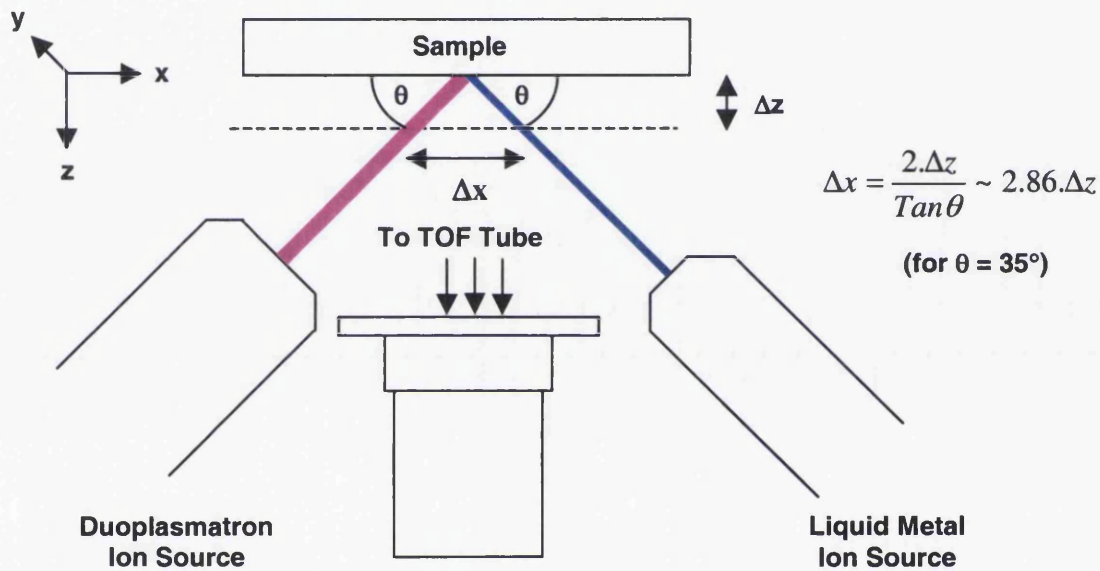 y
x
z
Sample
θ
θ
Δz
Δx
Δx = 2.Δz / Tanθ ~ 2.86.Δz
(for θ = 35°)
To TOF Tube
Duoplasmatron
Ion Source
Liquid Metal
Ion Source